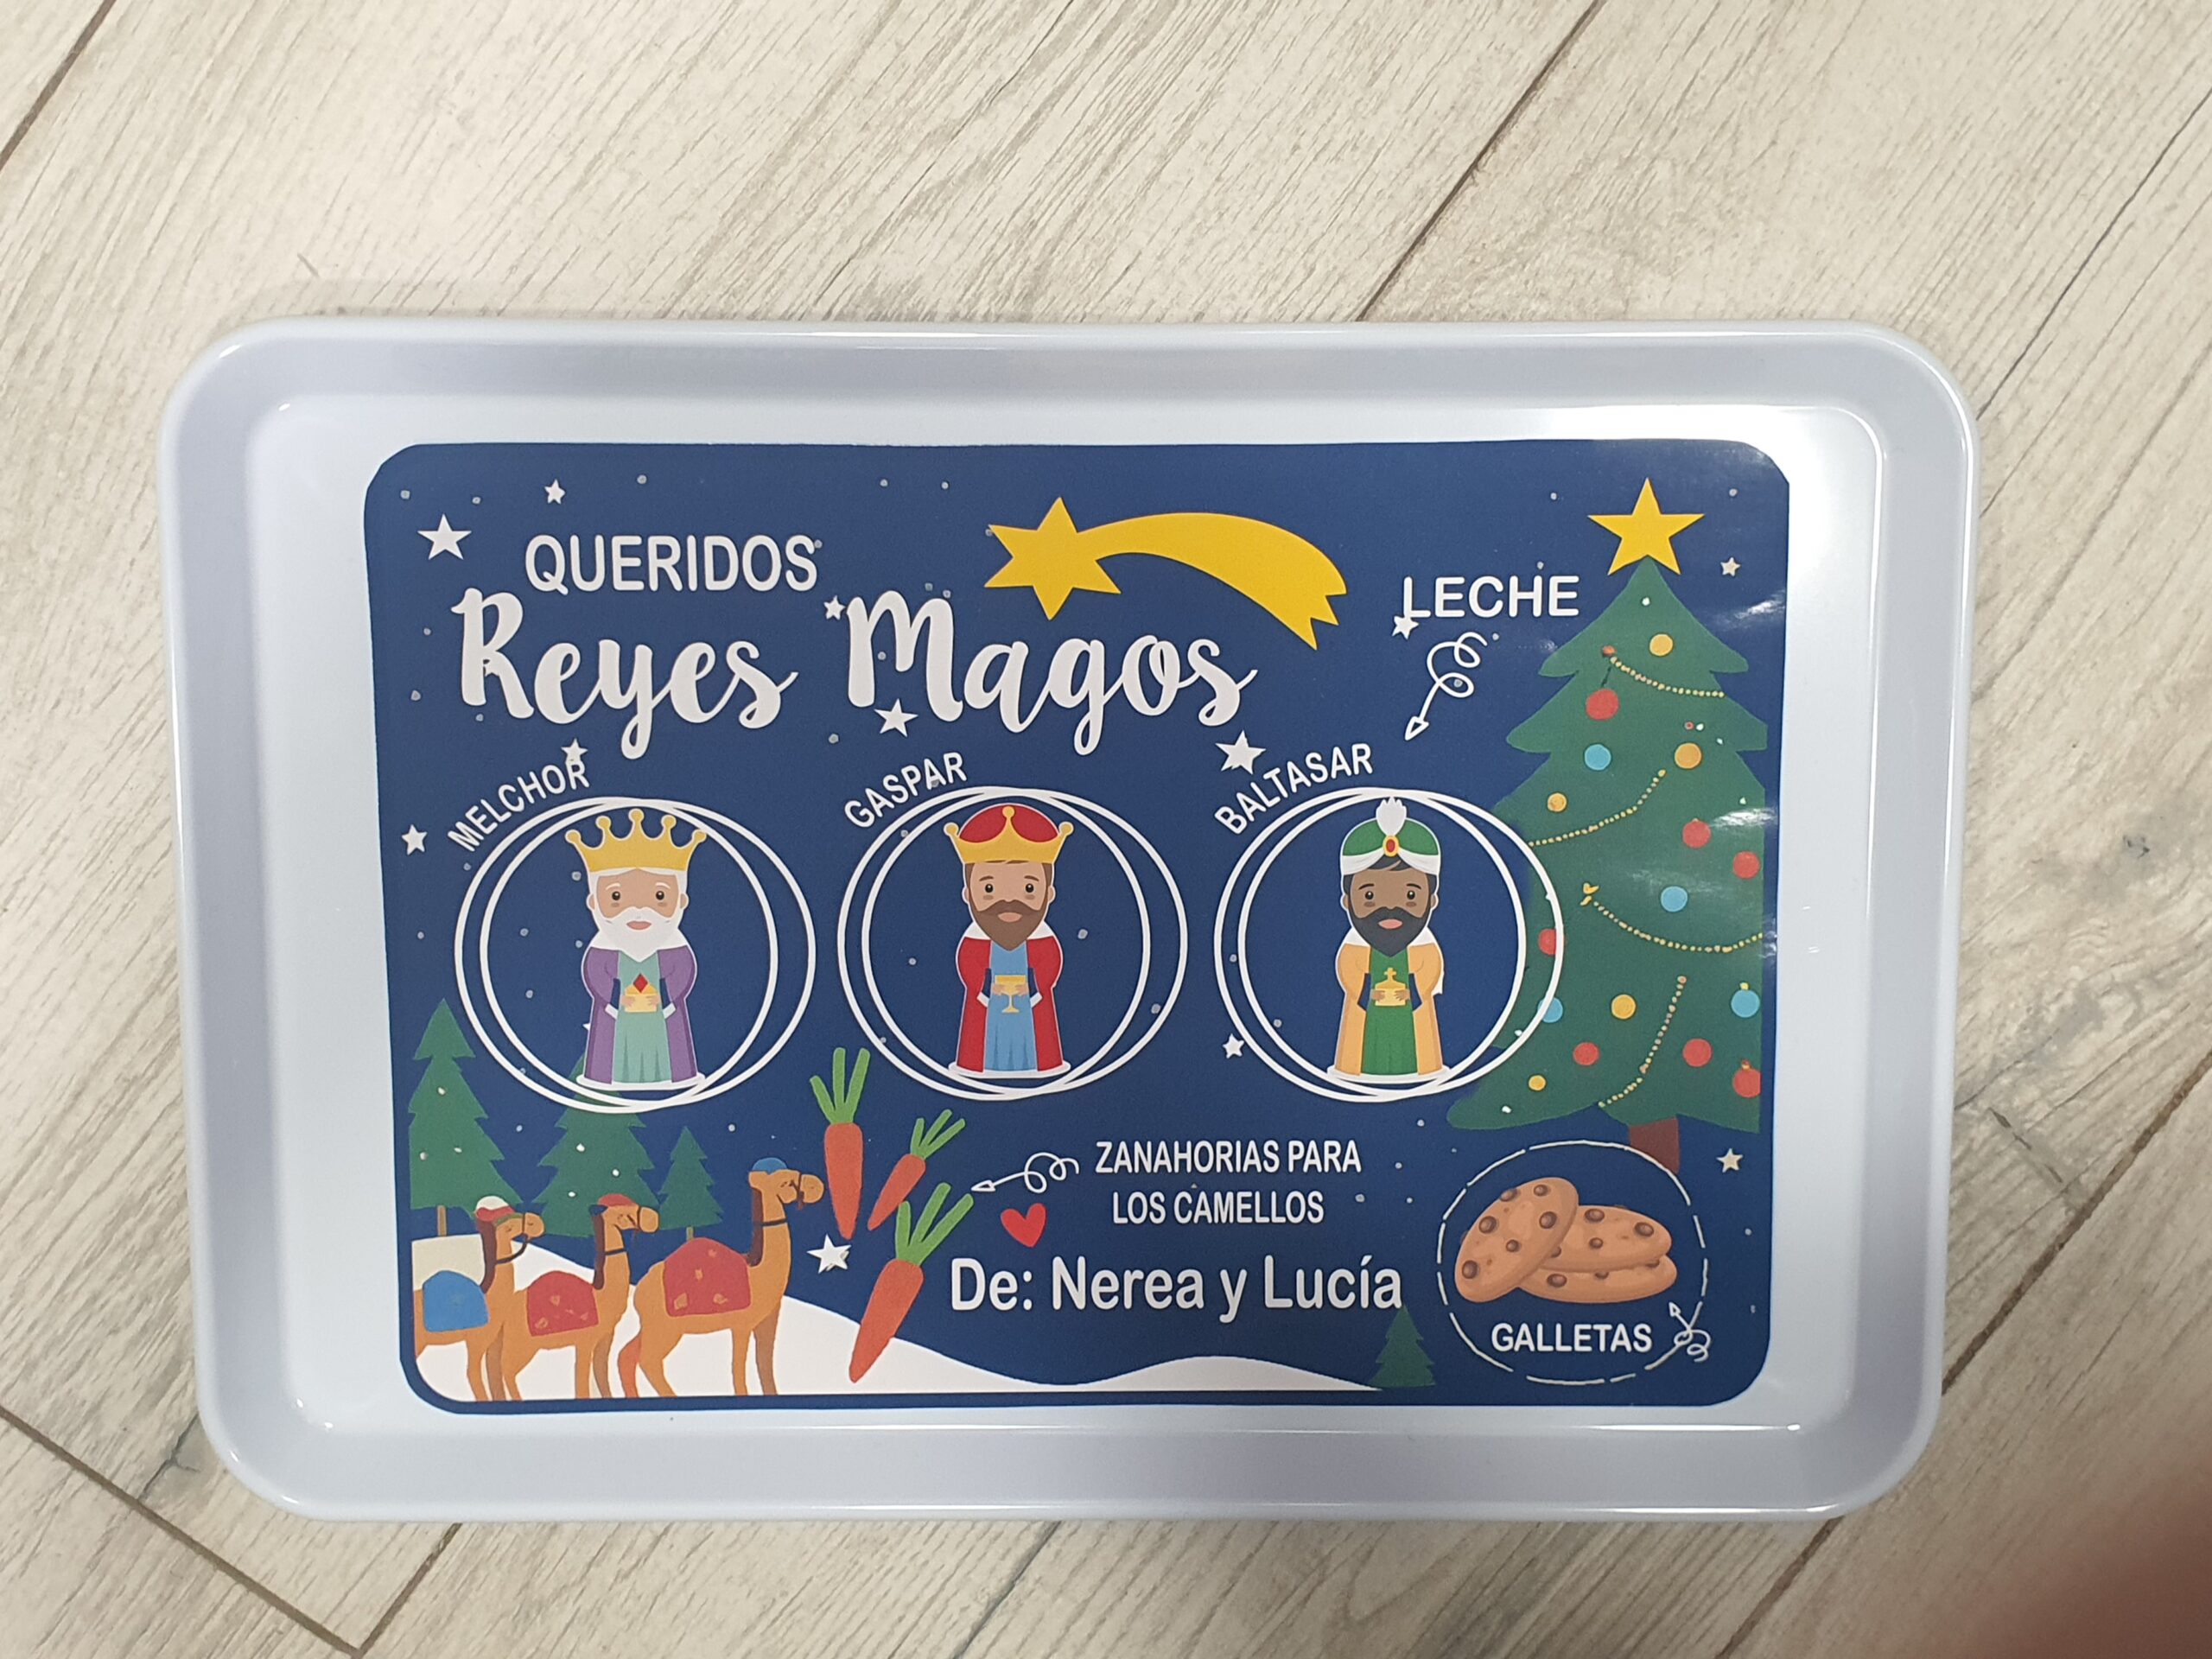 QUERIDOS
Reyes Magos
LECHE
MELCHOR
GASPAR
BALTASAR
ZANAHORIAS PARA
LOS CAMELLOS
De: Nerea y Lucía
GALLETAS